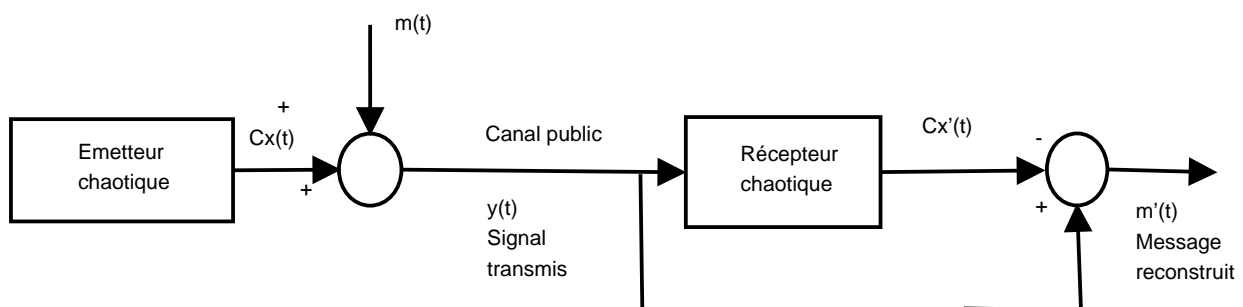 m(t)
+
Cx(t)
Emetteur
chaotique
+
Canal public
y(t)
Signal
transmis
Récepteur
chaotique
Cx’(t)
-
+
m’(t)
Message
reconstruit